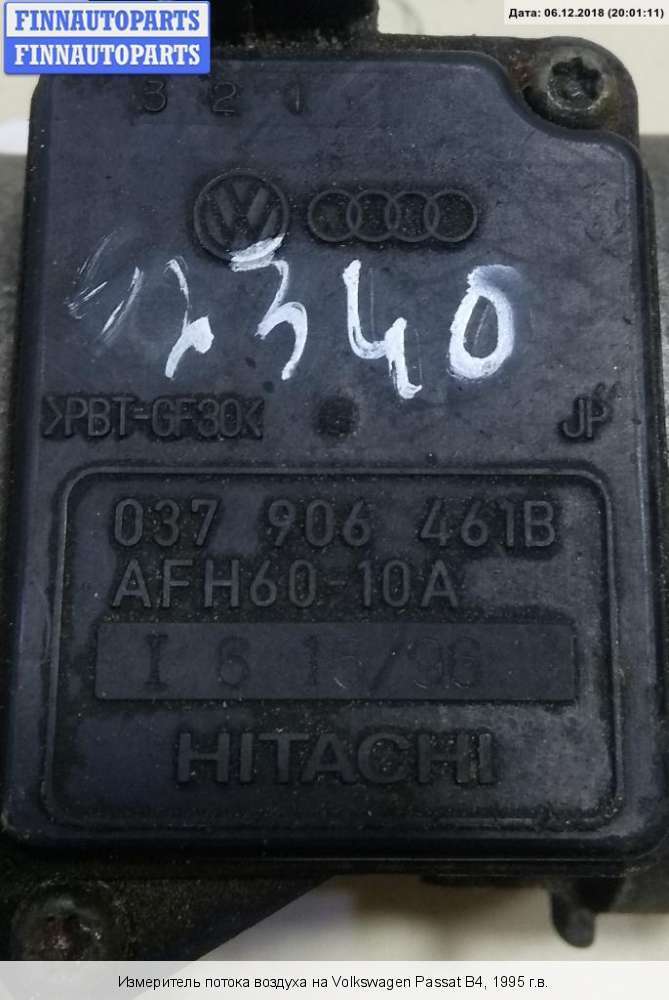 FINNAUTOPARTS
FINNAUTOPARTS
Дата: 06.12.2018 (20:01:11)
3 2 1
2340
>PBT-GF30<
JP
037 906 461B
AFH60-10A
HITACHI
Измеритель потока воздуха на Volkswagen Passat B4, 1995 г.в.